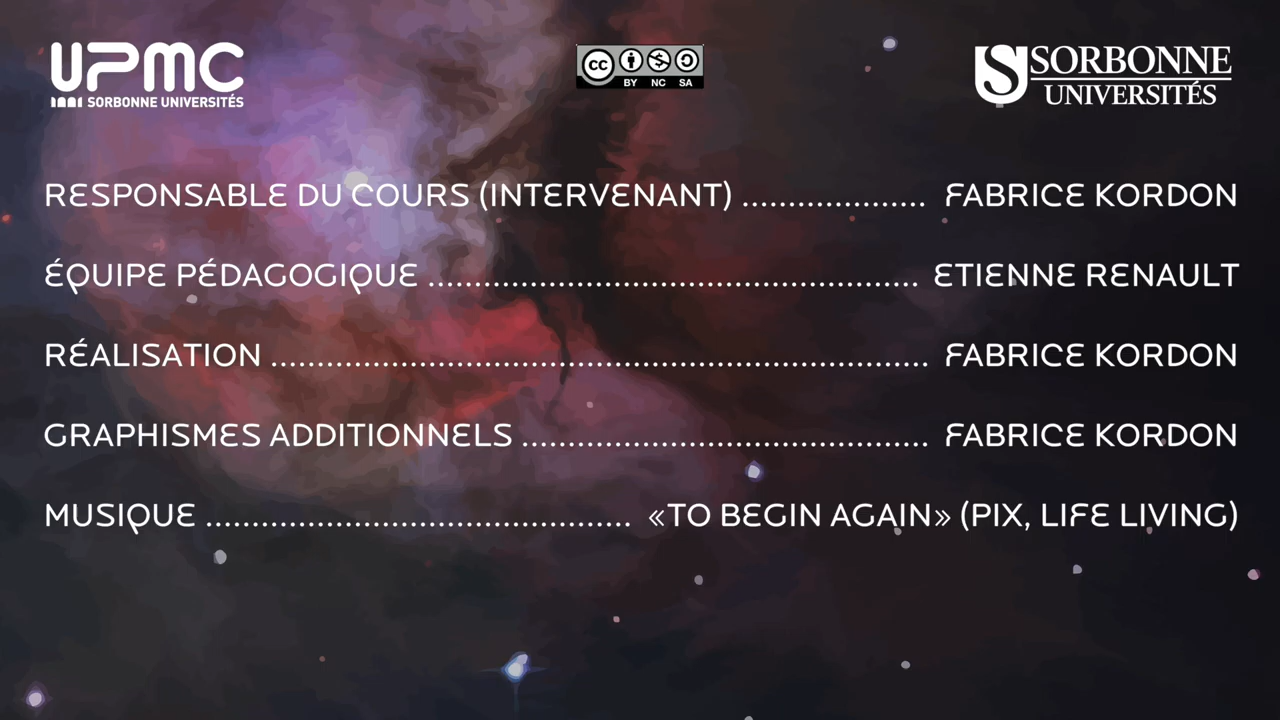 UPMC
SORBONNE UNIVERSITÉS
cc
BY NC SA
SORBONNE
UNIVERSITÉS
RESPONSABLE DU COURS (INTERVENANT) .................... FABRICE KORDON
ÉQUIPE PÉDAGOGIQUE .................................................... ETIENNE RENAULT
RÉALISATION ...................................................................... FABRICE KORDON
GRAPHISMES ADDITIONNELS ........................................... FABRICE KORDON
MUSIQUE ............................................. «TO BEGIN AGAIN» (PIX, LIFE LIVING)